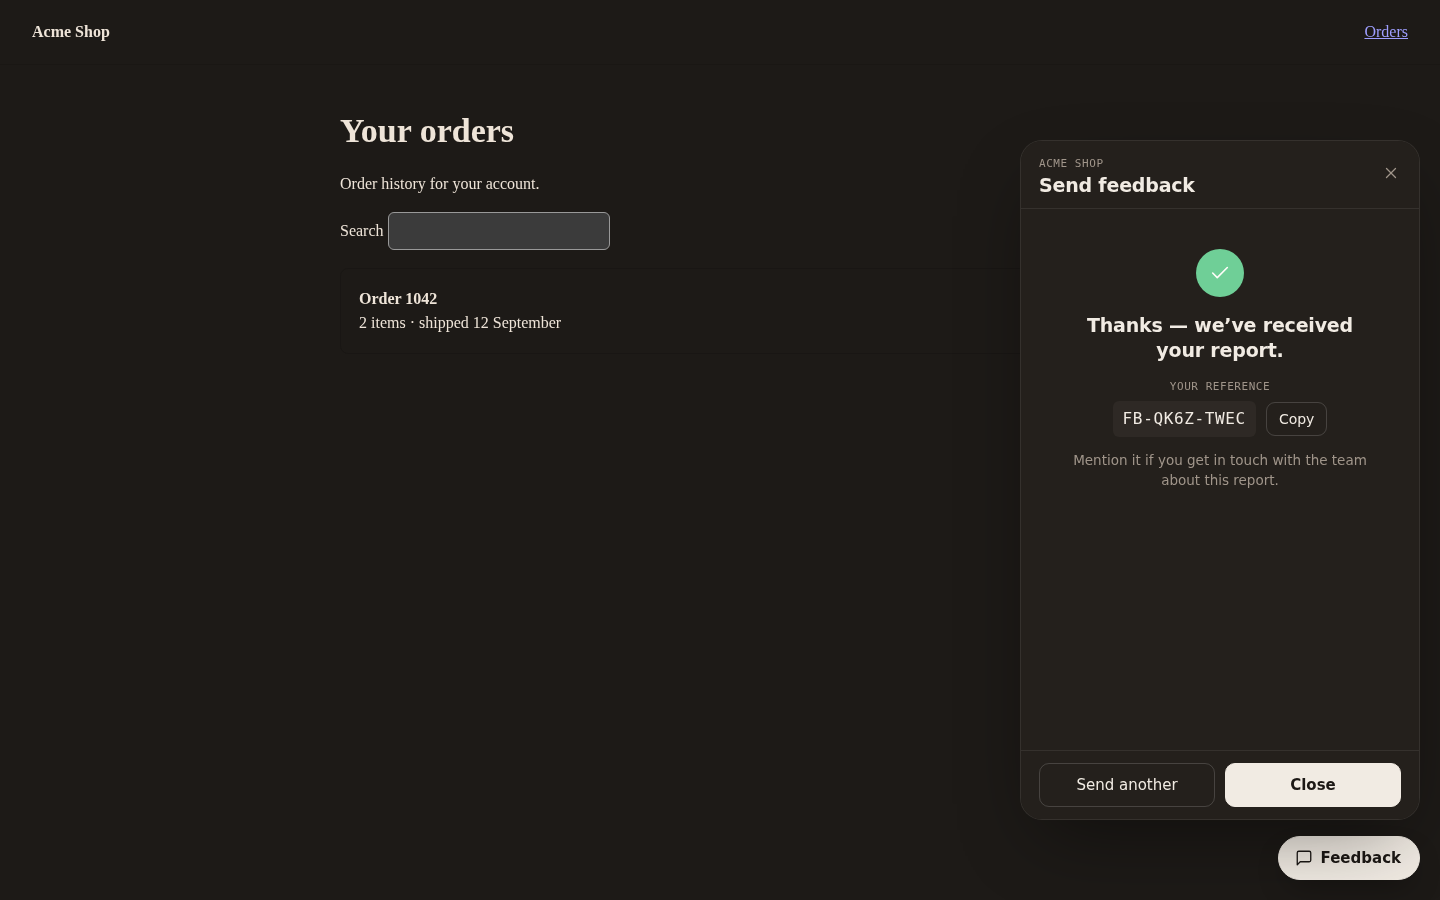 Acme Shop
Orders
Your orders
Order history for your account.
Search
Order 1042
2 items · shipped 12 September
ACME SHOP
Send feedback
Thanks — we’ve received
your report.
YOUR REFERENCE
FB-QK6Z-TWEC
Copy
Mention it if you get in touch with the team
about this report.
Send another
Close
Feedback